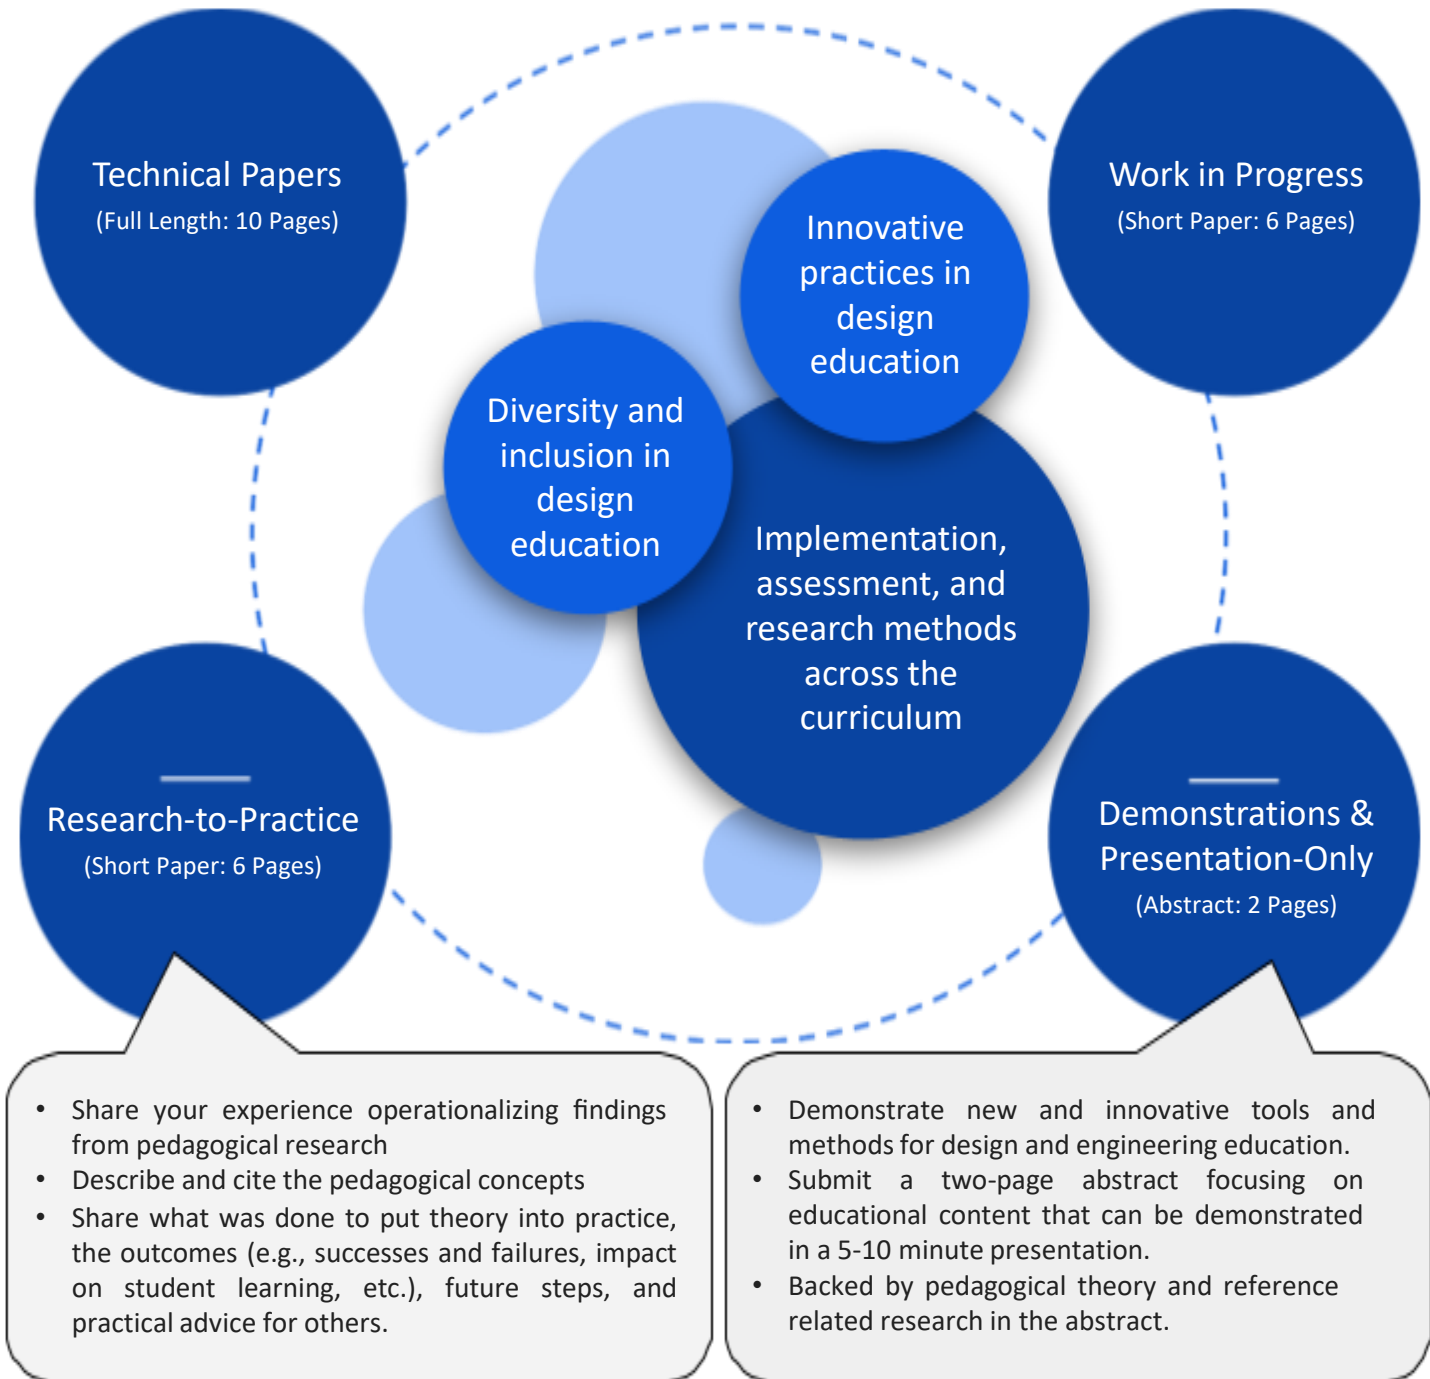 Technical Papers
(Full Length: 10 Pages)
Work in Progress
(Short Paper: 6 Pages)
Innovative
practices in
design
education
Diversity and
inclusion in
design
education
Implementation,
assessment, and
research methods
across the
curriculum
Research-to-Practice
(Short Paper: 6 Pages)
Demonstrations &
Presentation-Only
(Abstract: 2 Pages)
• Share your experience operationalizing findings
from pedagogical research
• Describe and cite the pedagogical concepts
• Share what was done to put theory into practice,
the outcomes (e.g., successes and failures, impact
on student learning, etc.), future steps, and
practical advice for others.
• Demonstrate new and innovative tools and
methods for design and engineering education.
• Submit a two-page abstract focusing on
educational content that can be demonstrated
in a 5-10 minute presentation.
• Backed by pedagogical theory and reference
related research in the abstract.